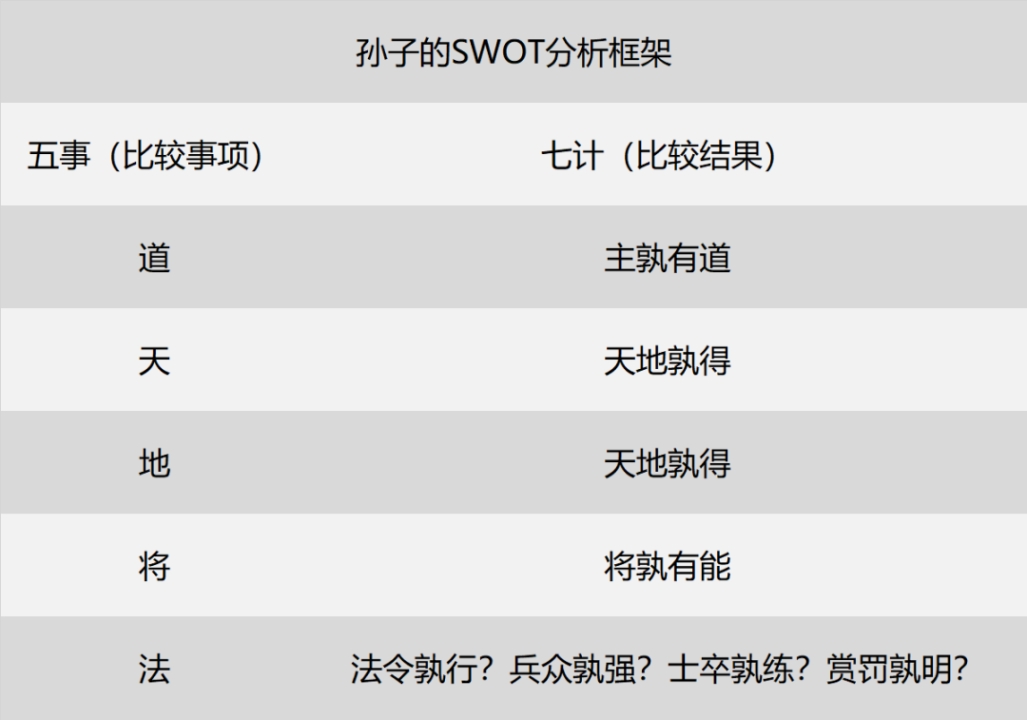 孙子的SWOT分析框架
五事（比较事项） 七计（比较结果）
道 主孰有道
天 天地孰得
地 天地孰得
将 将孰有能
法 法令孰行？兵众孰强？士卒孰练？赏罚孰明？